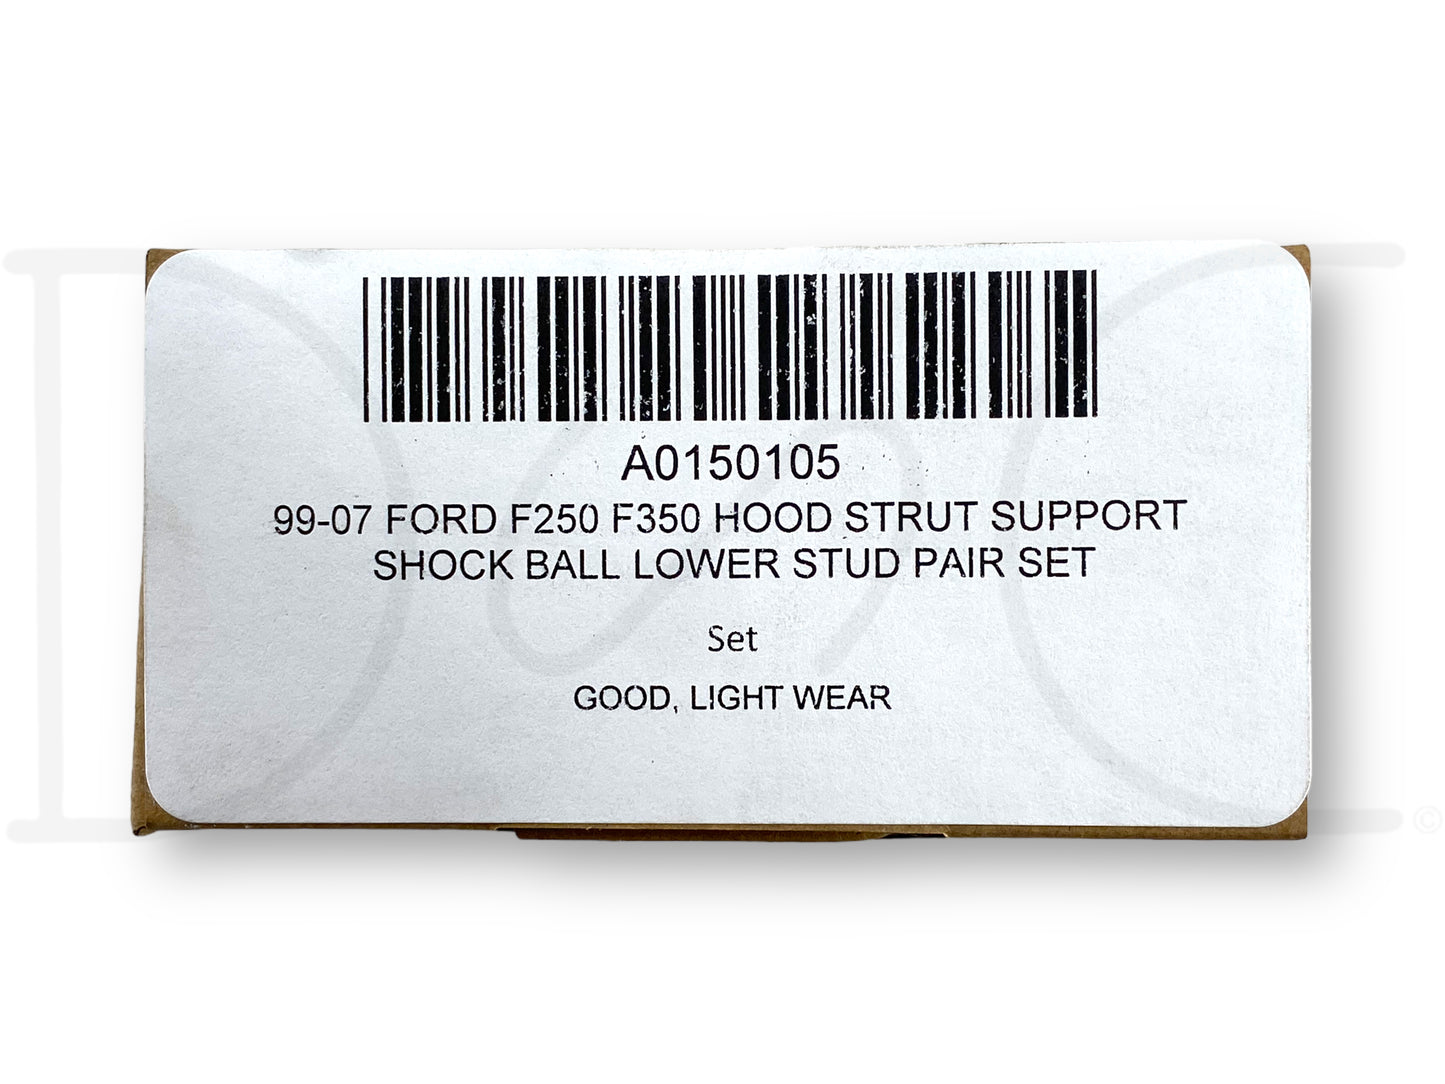 A0150105
99-07 FORD F250 F350 HOOD STRUT SUPPORT
SHOCK BALL LOWER STUD PAIR SET
Set
GOOD, LIGHT WEAR
©